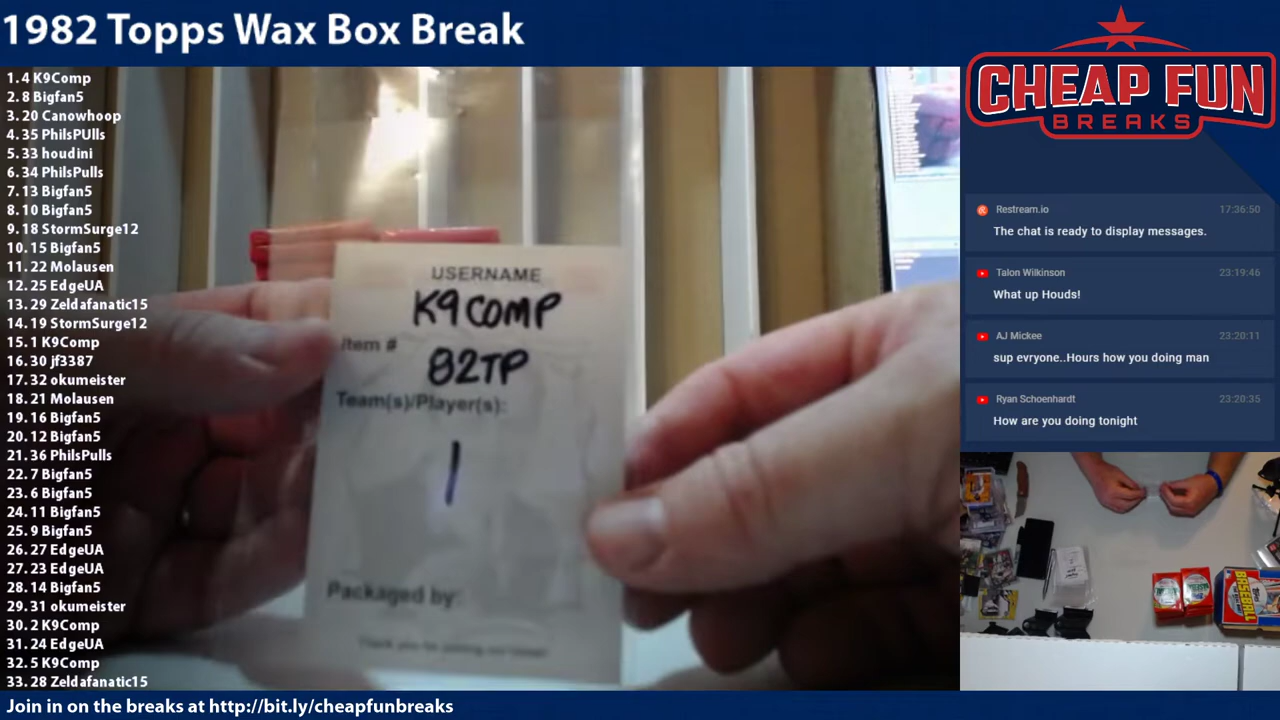 1982 Topps Wax Box Break
1. 4 K9Comp
2. 8 Bigfan5
3. 20 Canowhoop
4. 35 PhilsPUlls
5. 33 houdini
6. 34 PhilsPulls
7. 13 Bigfan5
8. 10 Bigfan5
9. 18 StormSurge12
10. 15 Bigfan5
11. 22 Molausen
12. 25 EdgeUA
13. 29 Zeldafanatic15
14. 19 StormSurge12
15. 1 K9Comp
16. 30 jf3387
17. 32 okumeister
18. 21 Molausen
19. 16 Bigfan5
20. 12 Bigfan5
21. 36 PhilsPulls
22. 7 Bigfan5
23. 6 Bigfan5
24. 11 Bigfan5
25. 9 Bigfan5
26. 27 EdgeUA
27. 23 EdgeUA
28. 14 Bigfan5
29. 31 okumeister
30. 2 K9Comp
31. 24 EdgeUA
32. 5 K9Comp
33. 28 Zeldafanatic15
USERNAME
K9COMP
Item #
82TP
Team(s)/Player(s):
1
Packaged by:
CHEAP FUN
BREAKS
Restream.io 17:36:50
The chat is ready to display messages.
Talon Wilkinson 23:19:46
What up Houds!
AJ Mickee 23:20:11
sup evryone..Hours how you doing man
Ryan Schoenhardt 23:20:35
How are you doing tonight
BASEBALL
Join in on the breaks at http://bit.ly/cheapfunbreaks